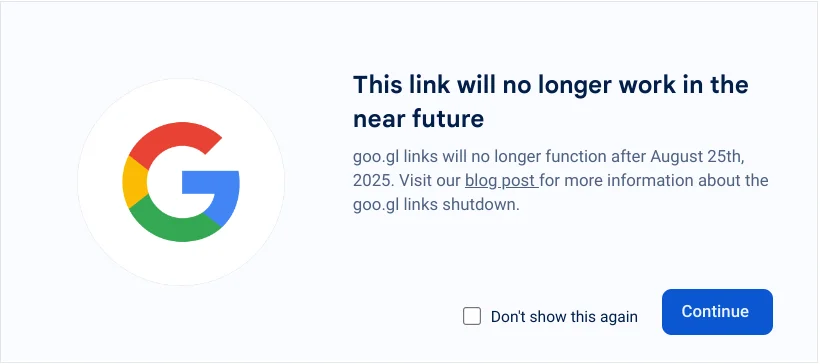 This link will no longer work in the
near future
goo.gl links will no longer function after August 25th,
2025. Visit our blog post for more information about the
goo.gl links shutdown.
Don't show this again
Continue